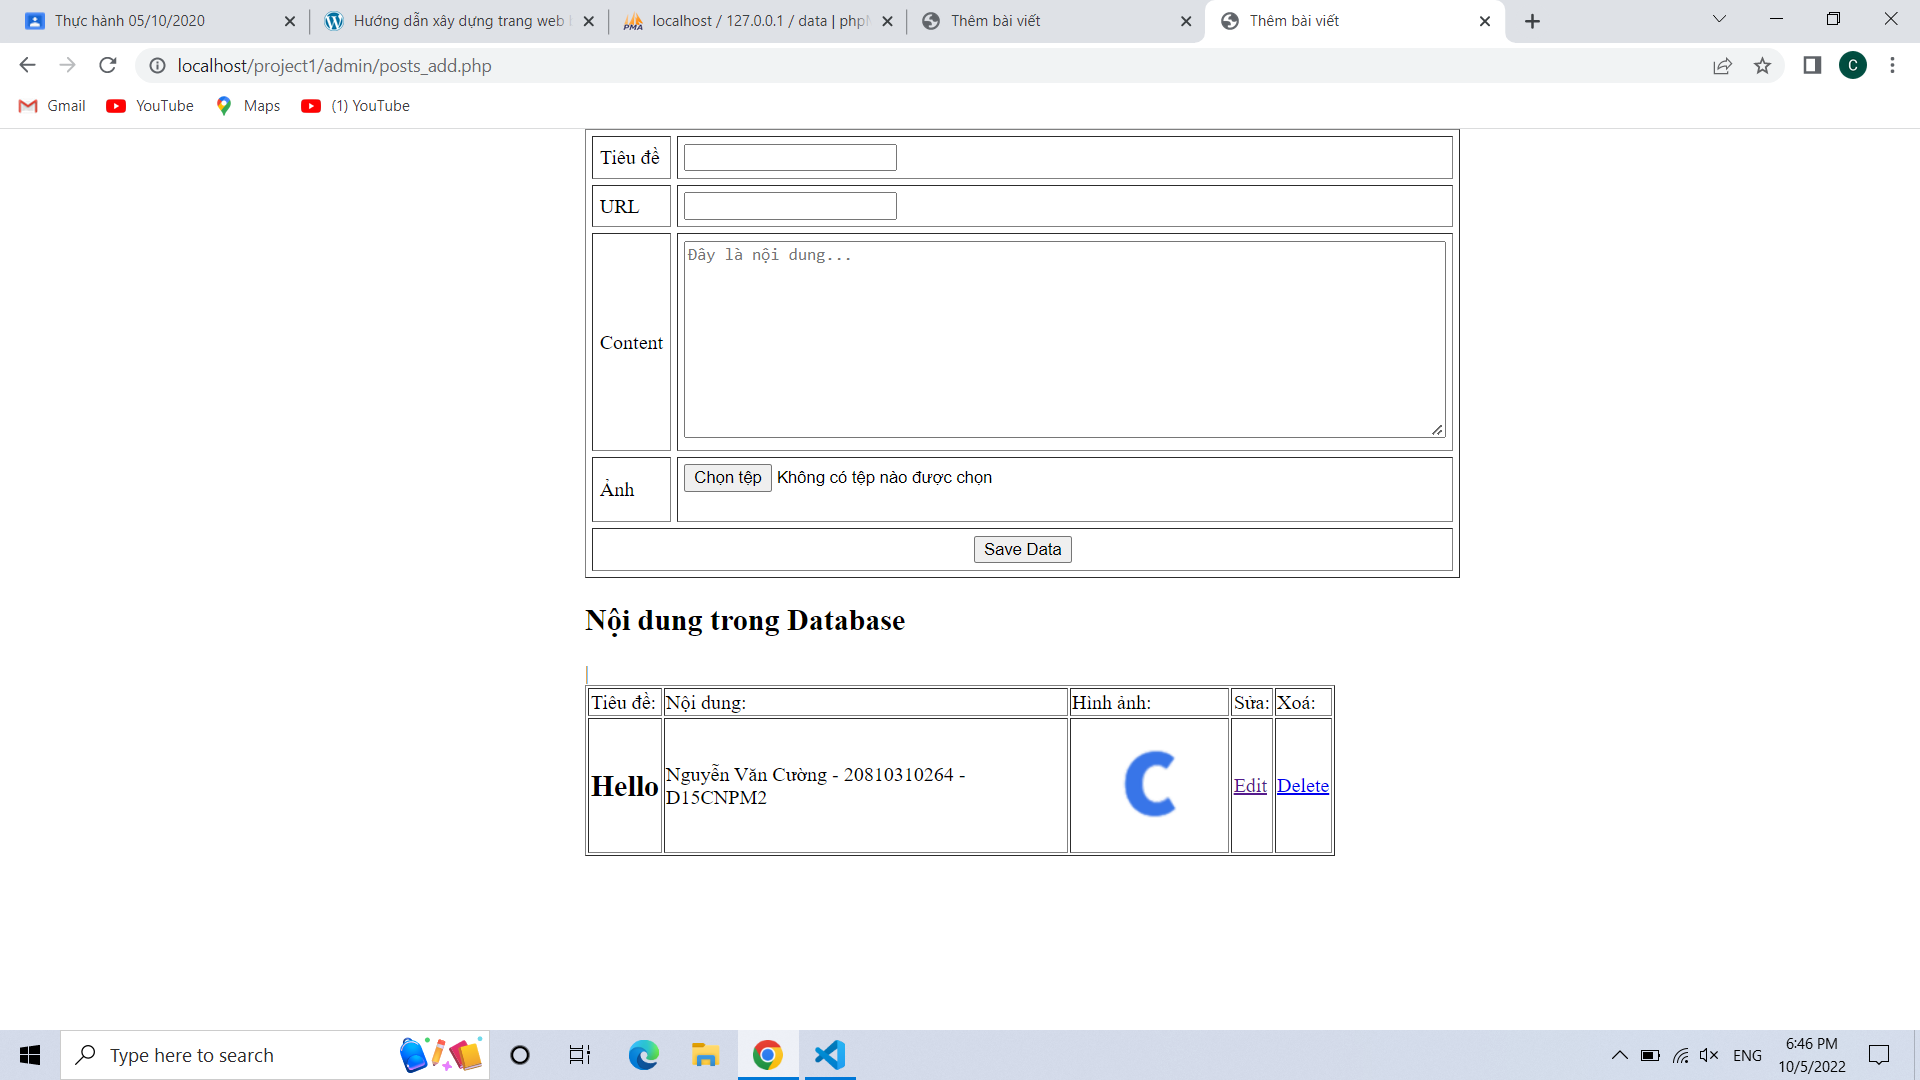 Thực hành 05/10/2020
Hướng dẫn xây dựng trang web
localhost / 127.0.0.1 / data | php
Thêm bài viết
Thêm bài viết
localhost/project1/admin/posts_add.php
C
Gmail
YouTube
Maps
(1) YouTube
Tiêu đề
URL
Content
Đây là nội dung...
Ảnh
Chọn tệp Không có tệp nào được chọn
Save Data
Nội dung trong Database
Tiêu đề: Nội dung: Hình ảnh: Sửa: Xoá:
Hello
Nguyễn Văn Cường - 20810310264 -
D15CNPM2
C
Edit
Delete
Type here to search
ENG
6:46 PM
10/5/2022